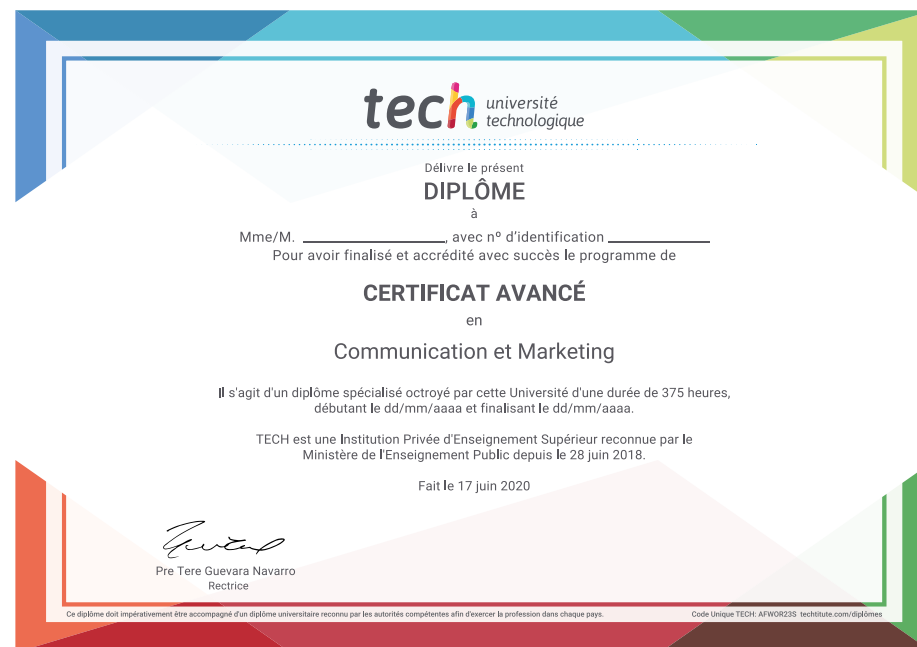 tech université
technologique
Délivre le présent
DIPLÔME
à
Mme/M. ____________________, avec nº d'identification ______________
Pour avoir finalisé et accrédité avec succès le programme de
CERTIFICAT AVANCÉ
en
Communication et Marketing
Il s'agit d'un diplôme spécialisé octroyé par cette Université d'une durée de 375 heures,
débutant le dd/mm/aaaa et finalisant le dd/mm/aaaa.
TECH est une Institution Privée d'Enseignement Supérieur reconnue par le
Ministère de l'Enseignement Public depuis le 28 juin 2018.
Fait le 17 juin 2020
Pre Tere Guevara Navarro
Rectrice
Ce diplôme doit impérativement être accompagné d'un diplôme universitaire reconnu par les autorités compétentes afin d'exercer la profession dans chaque pays.
Code Unique TECH: AFWOR23S techtitute.com/diplômes